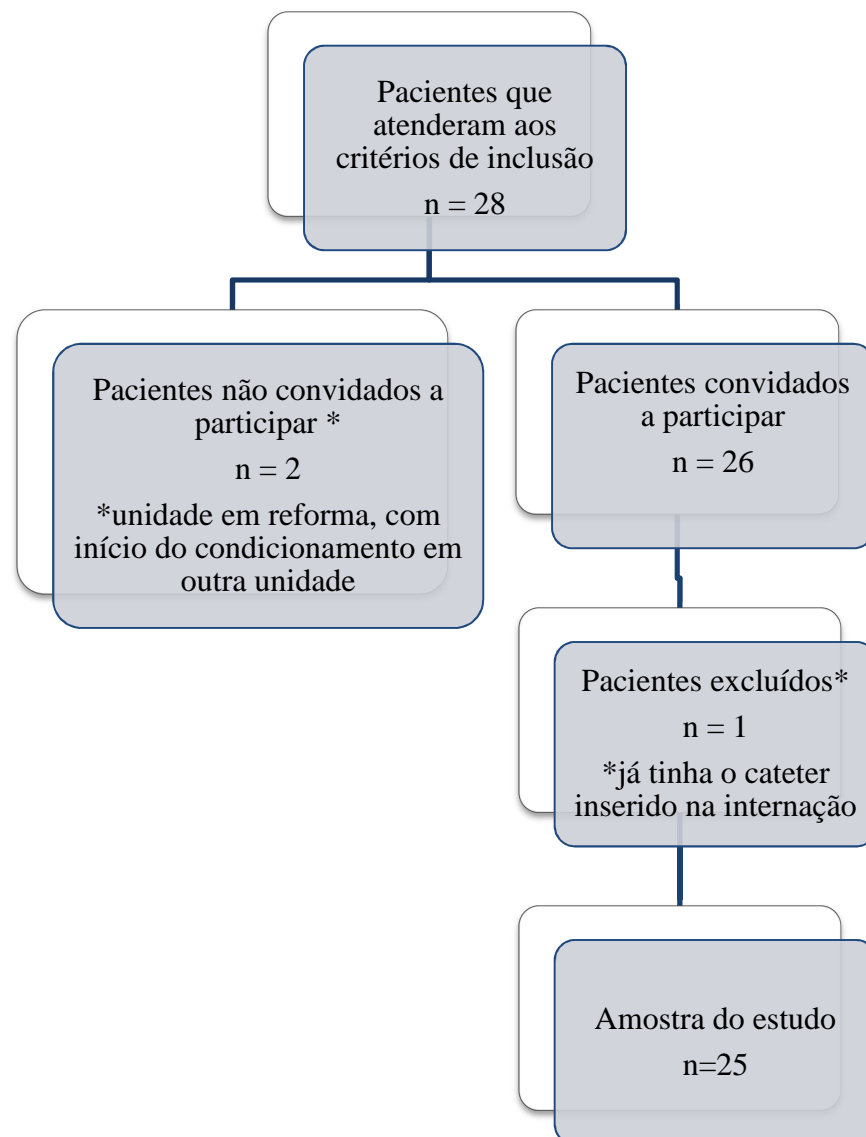 Pacientes que
atenderam aos
critérios de inclusão
n = 28
Pacientes não convidados a
participar *
n = 2
*unidade em reforma, com
início do condicionamento em
outra unidade
Pacientes convidados
a participar
n = 26
Pacientes excluídos*
n = 1
*já tinha o cateter
inserido na internação
Amostra do estudo
n=25